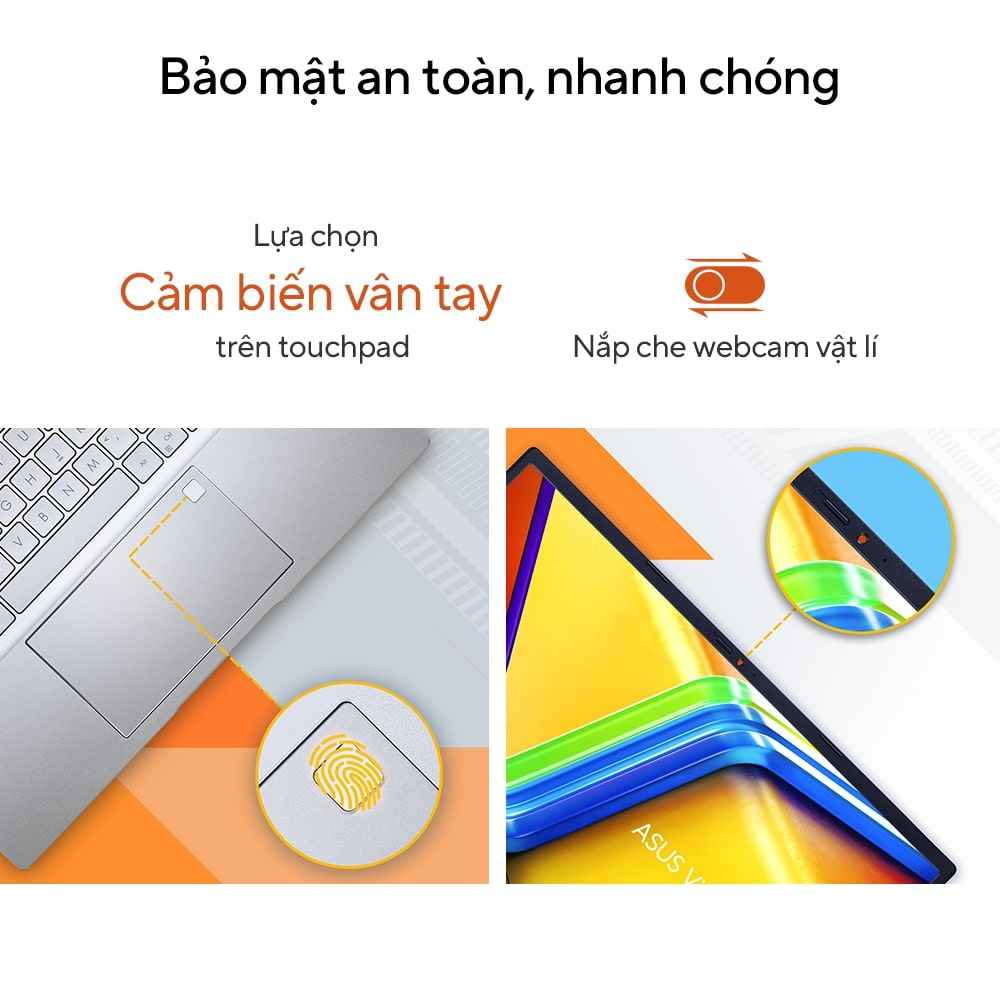 Bảo mật an toàn, nhanh chóng
Lựa chọn
Cảm biến vân tay
trên touchpad
Nắp che webcam vật lí
ASUS